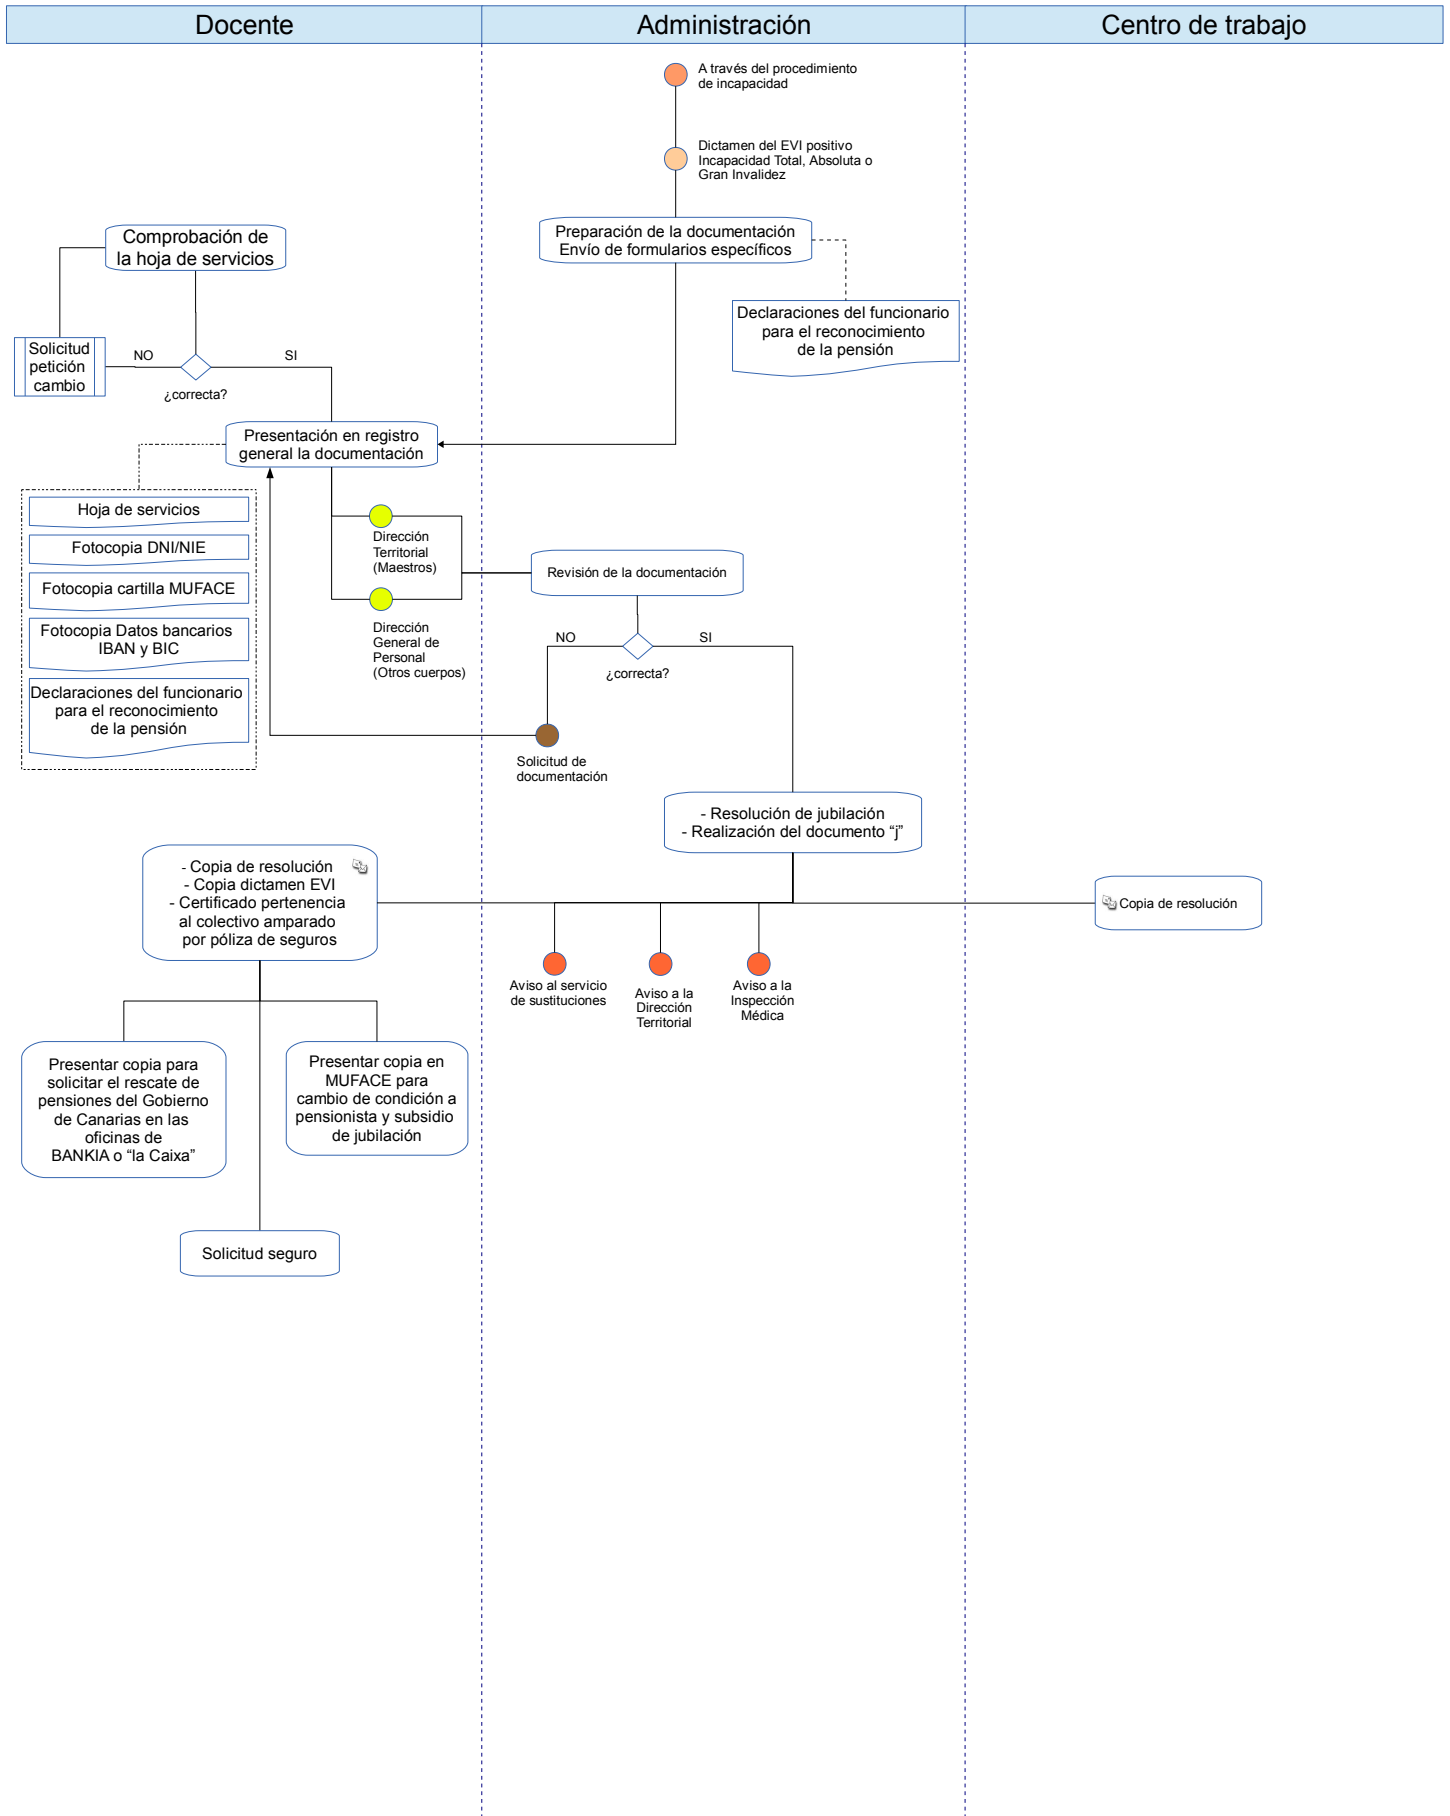 Docente
Administración
Centro de trabajo
A través del procedimiento
de incapacidad
Dictamen del EVI positivo
Incapacidad Total, Absoluta o
Gran Invalidez
Preparación de la documentación
Envío de formularios específicos
Declaraciones del funcionario
para el reconocimiento
de la pensión
Comprobación de
la hoja de servicios
Solicitud
petición
cambio
NO
SI
¿correcta?
Presentación en registro
general la documentación
Hoja de servicios
Fotocopia DNI/NIE
Fotocopia cartilla MUFACE
Fotocopia Datos bancarios
IBAN y BIC
Declaraciones del funcionario
para el reconocimiento
de la pensión
Dirección
Territorial
(Maestros)
Dirección
General de
Personal
(Otros cuerpos)
Revisión de la documentación
NO
SI
¿correcta?
Solicitud de
documentación
- Resolución de jubilación
- Realización del documento “j”
- Copia de resolución
- Copia dictamen EVI
- Certificado pertenencia
al colectivo amparado
por póliza de seguros
Copia de resolución
Aviso al servicio
de sustituciones
Aviso a la
Dirección
Territorial
Aviso a la
Inspección
Médica
Presentar copia para
solicitar el rescate de
pensiones del Gobierno
de Canarias en las
oficinas de
BANKIA o “la Caixa”
Presentar copia en
MUFACE para
cambio de condición a
pensionista y subsidio
de jubilación
Solicitud seguro